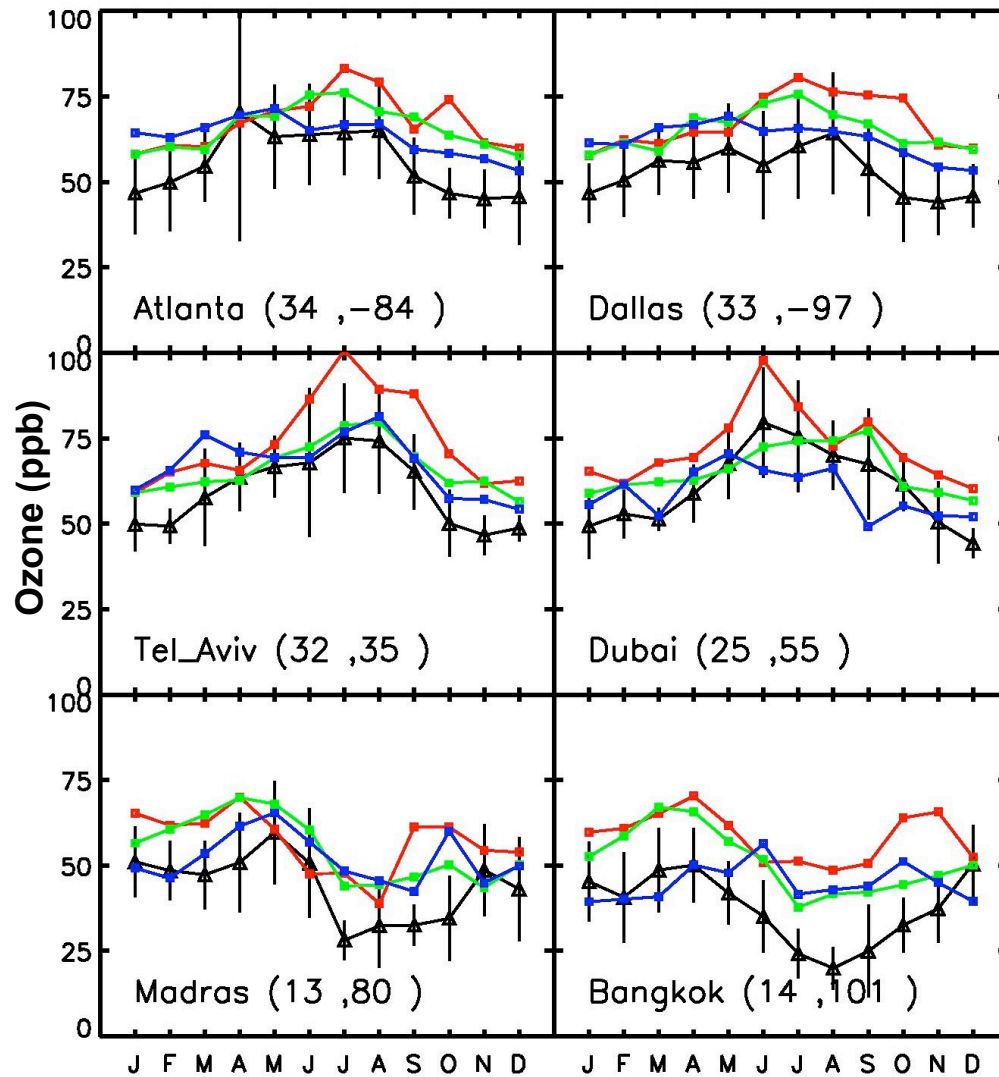 100
75
50
25
0
Atlanta (34 ,-84 )
Dallas (33 ,-97 )
Ozone (ppb)
100
75
50
25
0
Tel_Aviv (32 ,35 )
Dubai (25 ,55 )
100
75
50
25
0
Madras (13 ,80 )
Bangkok (14 ,101 )
J F M A M J J A S O N D J F M A M J J A S O N D